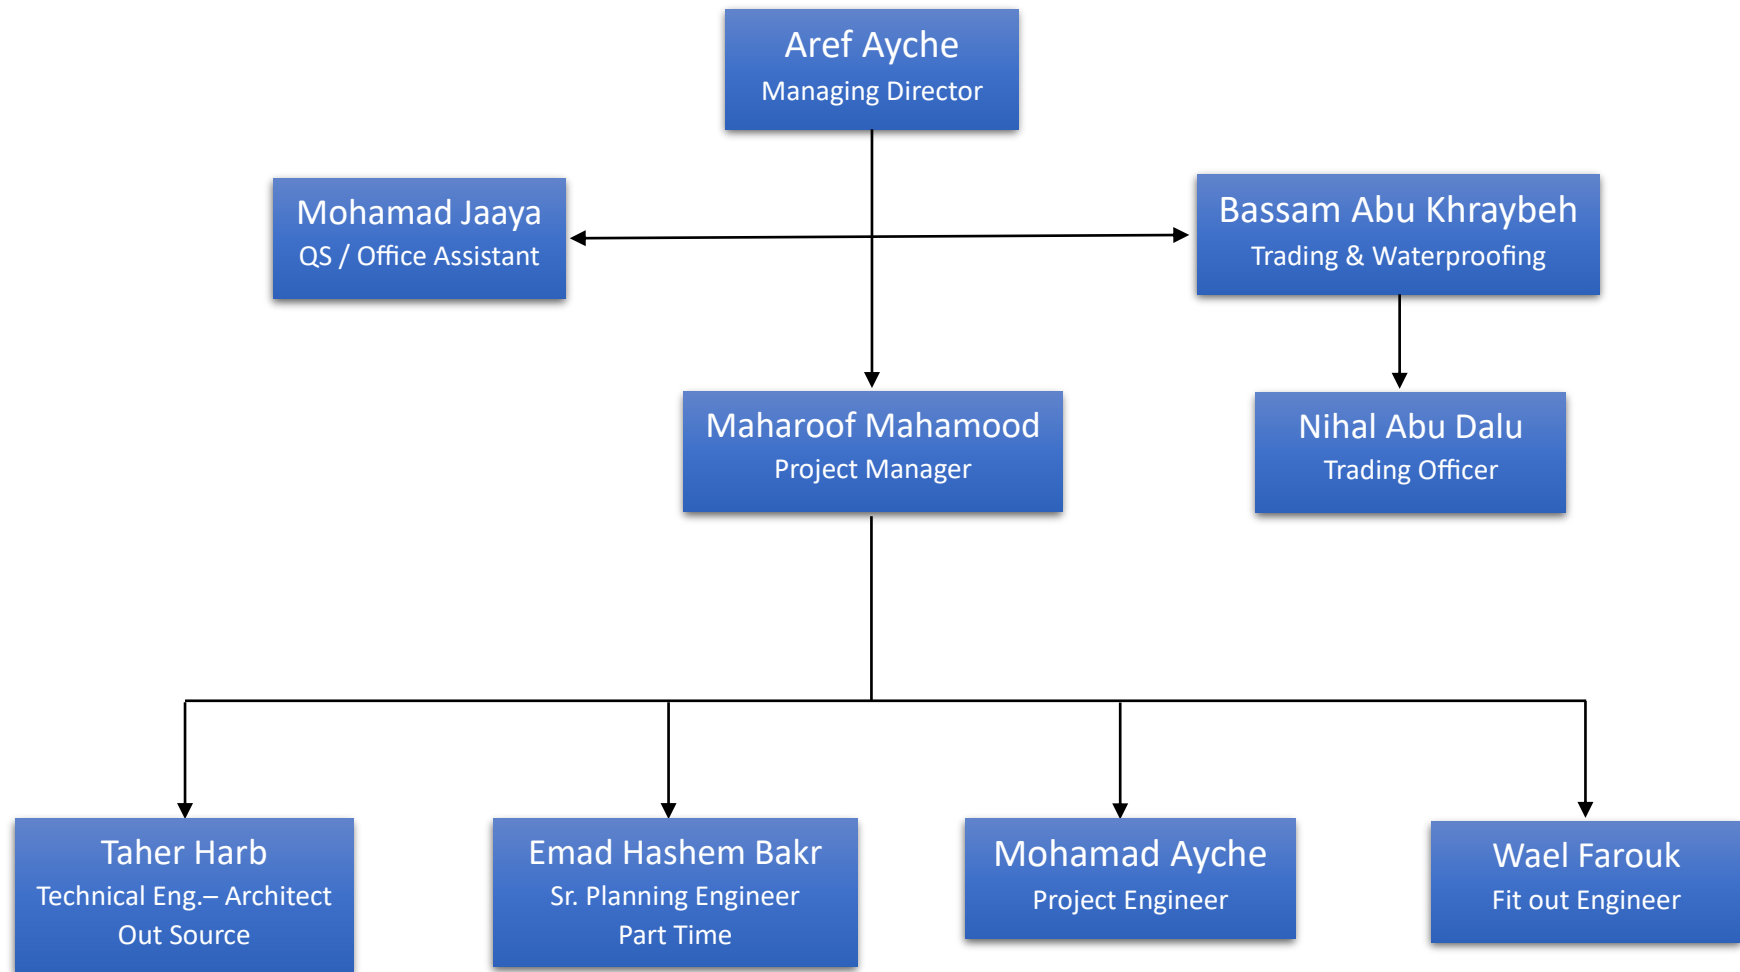 Aref Ayche
Managing Director
Mohamad Jaaya
QS / Office Assistant
Bassam Abu Khraybeh
Trading & Waterproofing
Maharoof Mahamood
Project Manager
Nihal Abu Dalu
Trading Officer
Taher Harb
Technical Eng.– Architect
Out Source
Emad Hashem Bakr
Sr. Planning Engineer
Part Time
Mohamad Ayche
Project Engineer
Wael Farouk
Fit out Engineer